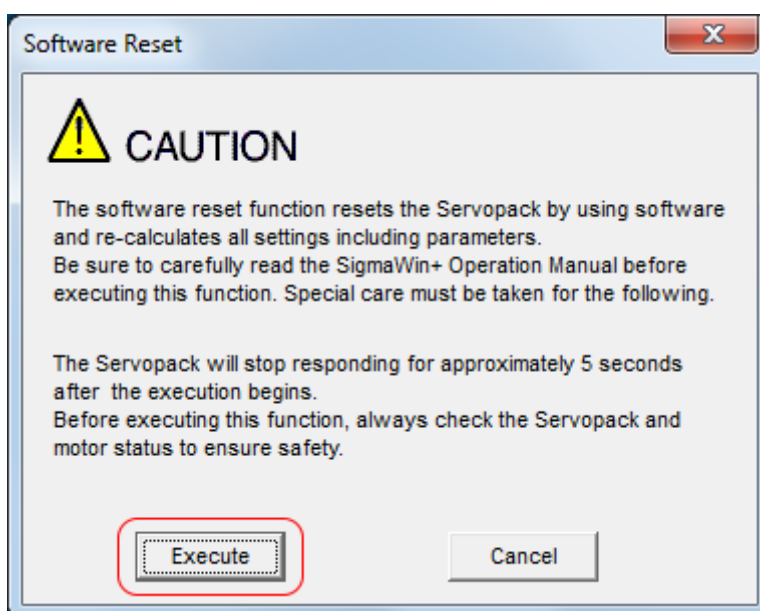 Software Reset
CAUTION
The software reset function resets the Servopack by using software
and re-calculates all settings including parameters.
Be sure to carefully read the SigmaWin+ Operation Manual before
executing this function. Special care must be taken for the following.
The Servopack will stop responding for approximately 5 seconds
after the execution begins.
Before executing this function, always check the Servopack and
motor status to ensure safety.
Execute
Cancel